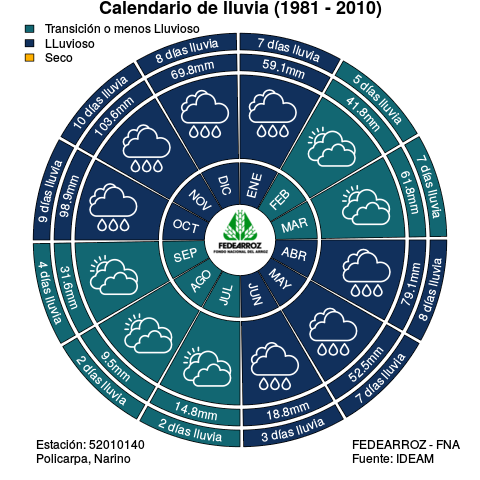 Calendario de lluvia (1981 - 2010)
Transición o menos Lluvioso
LLuvioso
Seco
7 días lluvia
59.1mm
ENE
5 días lluvia
41.8mm
FEB
7 días lluvia
61.8mm
MAR
8 días lluvia
79.1mm
ABR
7 días lluvia
52.5mm
MAY
3 días lluvia
18.8mm
JUN
2 días lluvia
14.8mm
JUL
2 días lluvia
9.5mm
AGO
4 días lluvia
31.6mm
SEP
9 días lluvia
98.9mm
OCT
10 días lluvia
103.6mm
NOV
8 días lluvia
69.8mm
DIC
FEDEARROZ
FONDO NACIONAL DEL ARROZ
Estación: 52010140
Policarpa, Narino
FEDEARROZ - FNA
Fuente: IDEAM